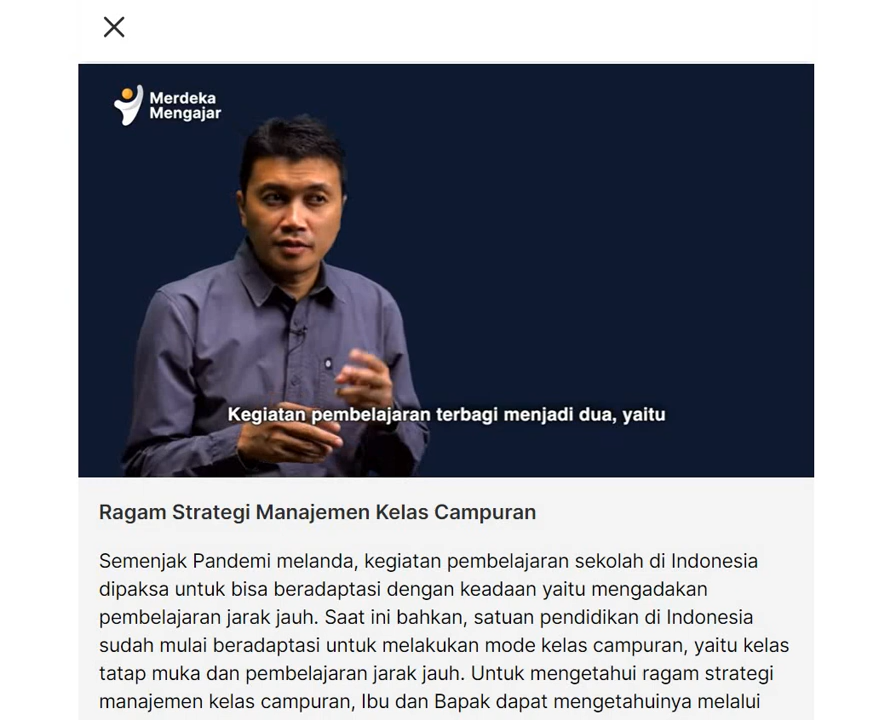 Merdeka
Mengajar
Kegiatan pembelajaran terbagi menjadi dua, yaitu
Ragam Strategi Manajemen Kelas Campuran
Semenjak Pandemi melanda, kegiatan pembelajaran sekolah di Indonesia
dipaksa untuk bisa beradaptasi dengan keadaan yaitu mengadakan
pembelajaran jarak jauh. Saat ini bahkan, satuan pendidikan di Indonesia
sudah mulai beradaptasi untuk melakukan mode kelas campuran, yaitu kelas
tatap muka dan pembelajaran jarak jauh. Untuk mengetahui ragam strategi
manajemen kelas campuran, Ibu dan Bapak dapat mengetahuinya melalui